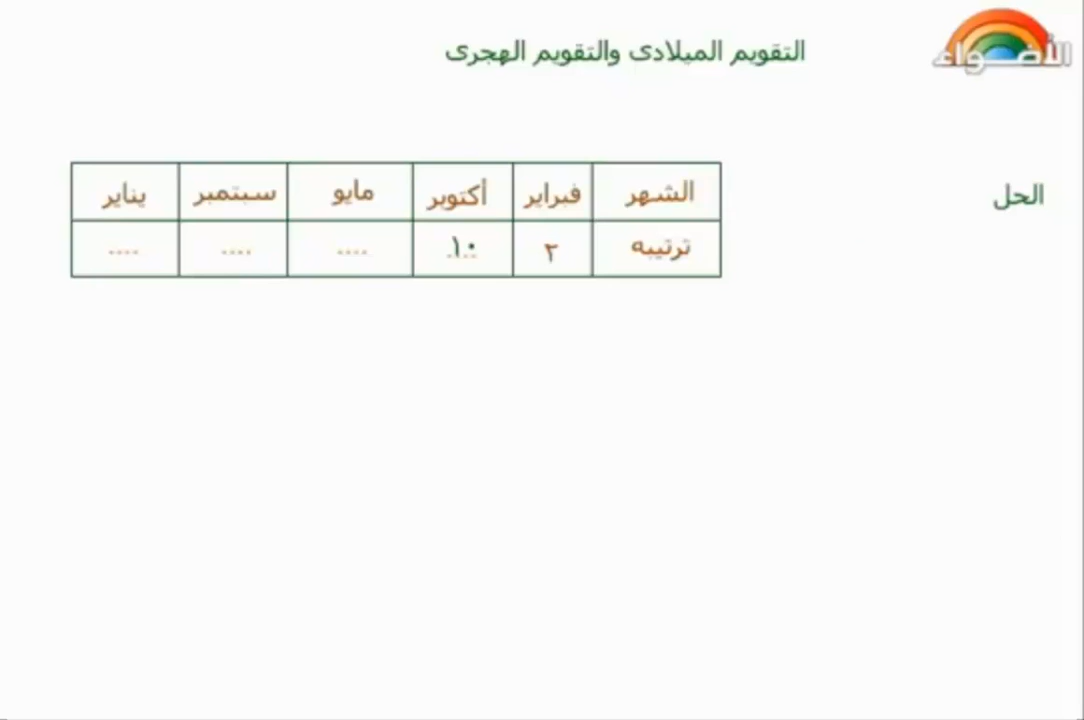 الأضواء
التقويم الميلادى والتقويم الهجرى
الحل
الشهر فبراير أكتوبر مايو سبتمبر يناير
ترتيبه ٢ ١٠ .... .... ....